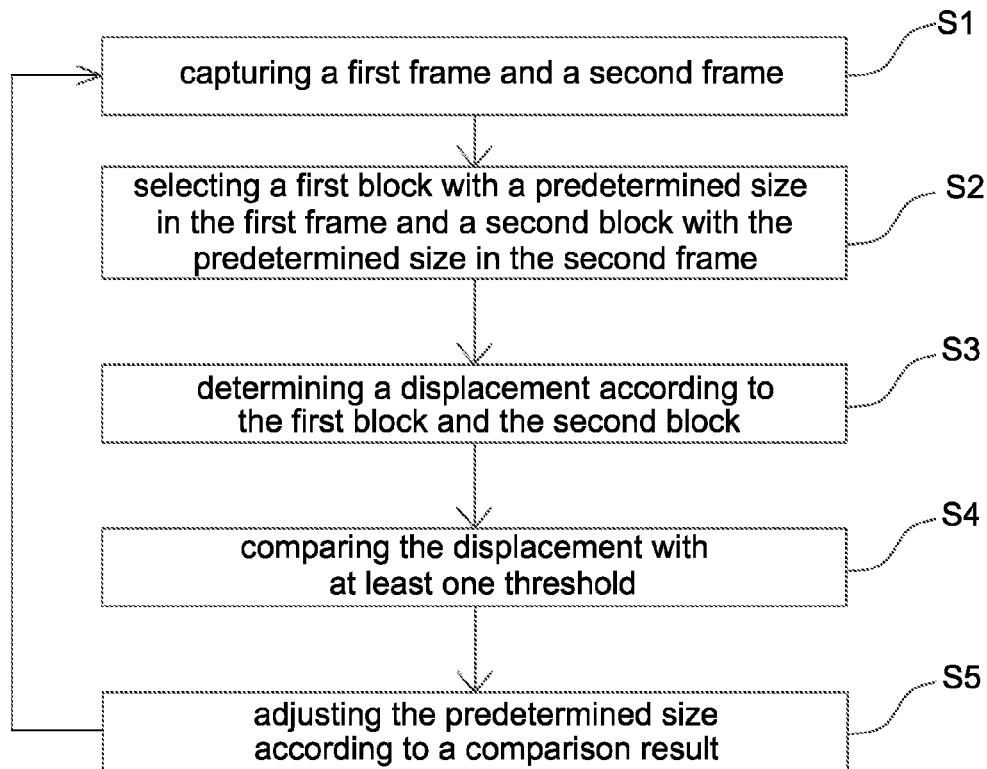 S1
capturing a first frame and a second frame
selecting a first block with a predetermined size
in the first frame and a second block with the
predetermined size in the second frame
S2
determining a displacement according to
the first block and the second block
S3
comparing the displacement with
at least one threshold
S4
adjusting the predetermined size
according to a comparison result
S5